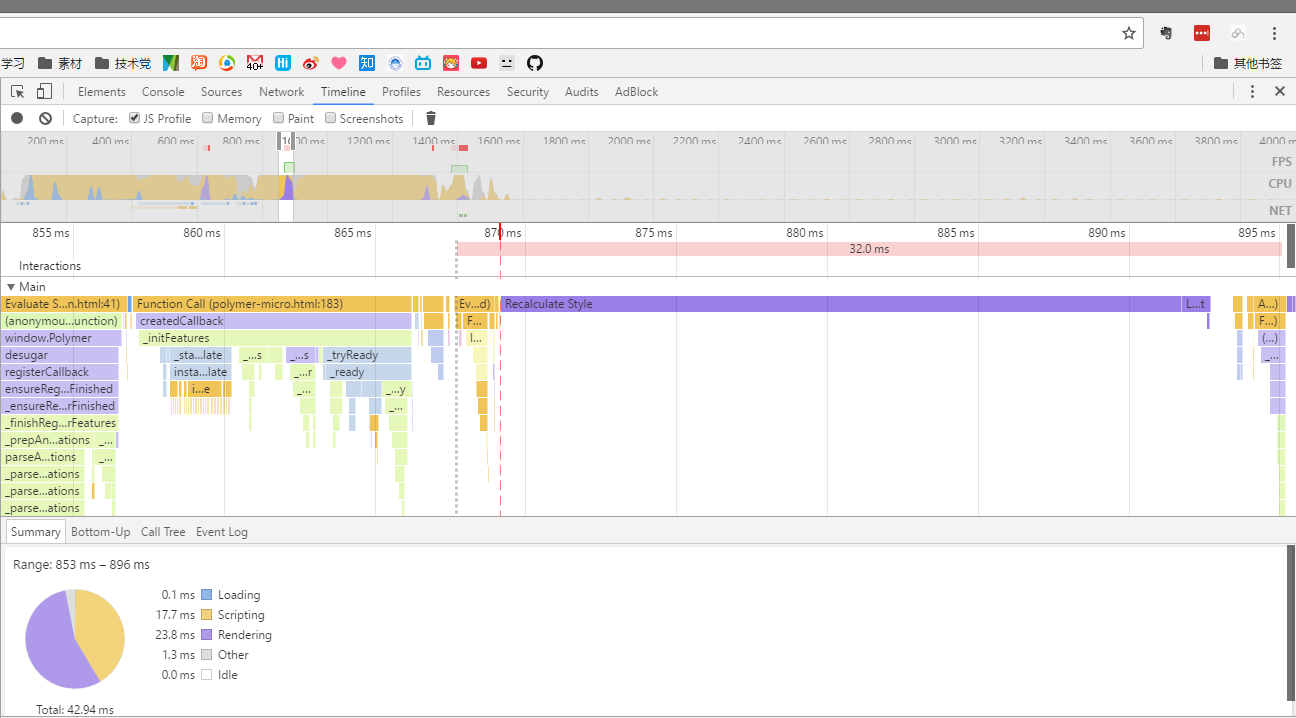 学习 素材 技术党 淘 40+ Hi 知 其他书签
Elements Console Sources Network Timeline Profiles Resources Security Audits AdBlock
Capture: JS Profile Memory Paint Screenshots
200 ms 400 ms 600 ms 800 ms 1400 ms 1600 ms 1800 ms 2000 ms 2200 ms 2400 ms 2600 ms 2800 ms 3000 ms 3200 ms 3400 ms 3600 ms 3800 ms 4000 m
FPS
CPU
NET
855 ms 860 ms 865 ms 870 ms 875 ms 880 ms 885 ms 890 ms 895 ms
32.0 ms
Interactions
▼ Main
Evaluate S...n.html:41) Function Call (polymer-micro.html:183) Ev...d) Recalculate Style L...t A...)
(anonymou...unction) createdCallback F... F...)
window.Polymer _initFeatures I... (...)
desugar _sta...late _...s _...s _tryReady _...
registerCallback insta...late _...r _ready
ensureReg...Finished i...e _... _...y
_ensureRe...rFinished _...
_finishReg...rFeatures
_prepAn...ations _...
parseA...tions _...
_parse...ations
_parse...ations
_parse...ations
Summary Bottom-Up Call Tree Event Log
Range: 853 ms – 896 ms
0.1 ms Loading
17.7 ms Scripting
23.8 ms Rendering
1.3 ms Other
0.0 ms Idle
Total: 42.94 ms